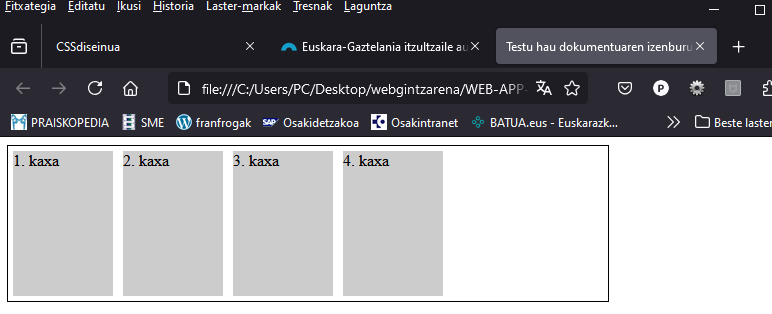 Fitxategia Editatu Ikusi Historia Laster-markak Tresnak Laguntza
CSSdiseinua
Euskara-Gaztelania itzultzaile au
Testu hau dokumentuaren izenburu
file:///C:/Users/PC/Desktop/webgintzarena/WEB-APP-
PRAISKOPEDIA SME franfrogak Osakidetzakoa Osakintranet BATUA.eus - Euskarazk... Beste laster
1. kaxa 2. kaxa 3. kaxa 4. kaxa